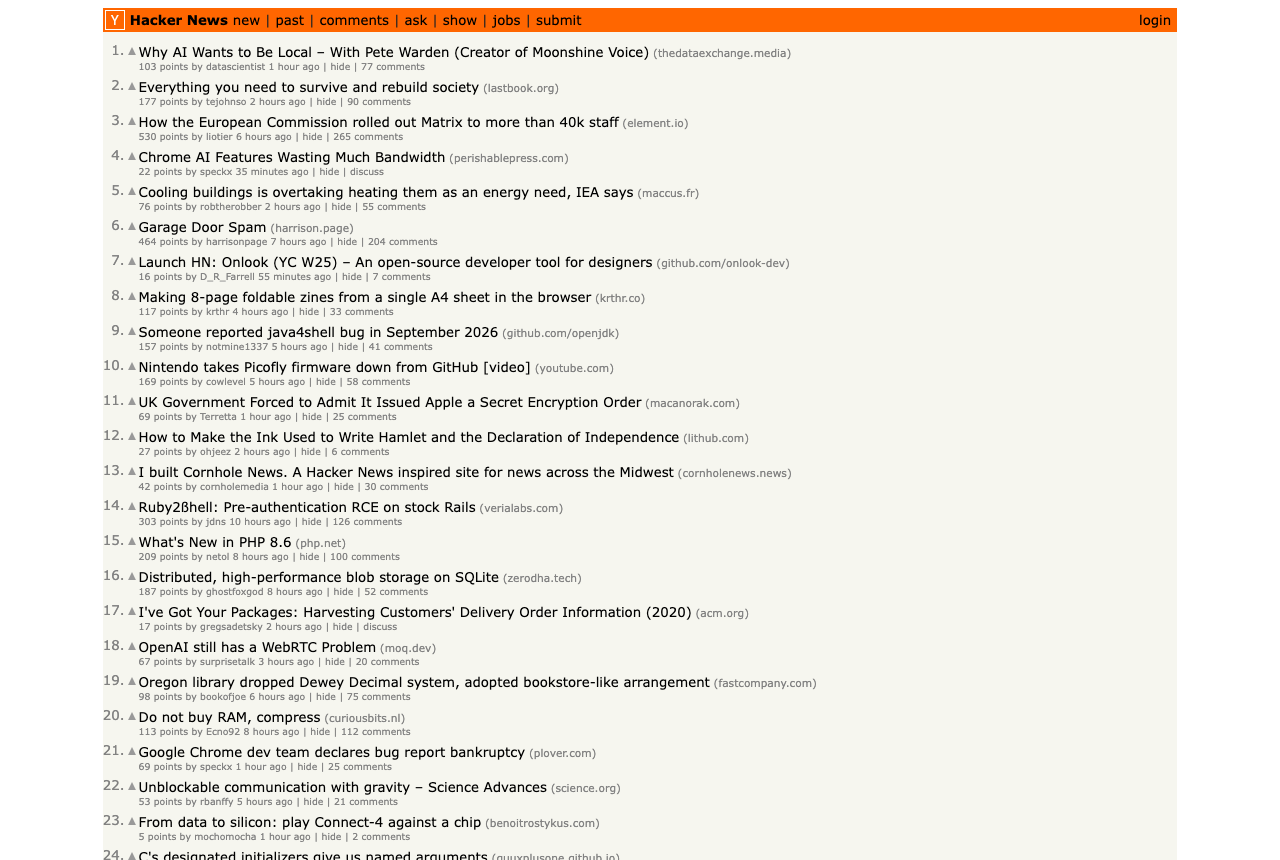 Y Hacker News new | past | comments | ask | show | jobs | submit login
1. ▲ Why AI Wants to Be Local – With Pete Warden (Creator of Moonshine Voice) (thedataexchange.media)
103 points by datascientist 1 hour ago | hide | 77 comments
2. ▲ Everything you need to survive and rebuild society (lastbook.org)
177 points by tejohnso 2 hours ago | hide | 90 comments
3. ▲ How the European Commission rolled out Matrix to more than 40k staff (element.io)
530 points by liotier 6 hours ago | hide | 265 comments
4. ▲ Chrome AI Features Wasting Much Bandwidth (perishablepress.com)
22 points by speckx 35 minutes ago | hide | discuss
5. ▲ Cooling buildings is overtaking heating them as an energy need, IEA says (maccus.fr)
76 points by robtherobber 2 hours ago | hide | 55 comments
6. ▲ Garage Door Spam (harrison.page)
464 points by harrisonpage 7 hours ago | hide | 204 comments
7. ▲ Launch HN: Onlook (YC W25) – An open-source developer tool for designers (github.com/onlook-dev)
16 points by D_R_Farrell 55 minutes ago | hide | 7 comments
8. ▲ Making 8-page foldable zines from a single A4 sheet in the browser (krthr.co)
117 points by krthr 4 hours ago | hide | 33 comments
9. ▲ Someone reported java4shell bug in September 2026 (github.com/openjdk)
157 points by notmine1337 5 hours ago | hide | 41 comments
10. ▲ Nintendo takes Picofly firmware down from GitHub [video] (youtube.com)
169 points by cowlevel 5 hours ago | hide | 58 comments
11. ▲ UK Government Forced to Admit It Issued Apple a Secret Encryption Order (macanorak.com)
69 points by Terretta 1 hour ago | hide | 25 comments
12. ▲ How to Make the Ink Used to Write Hamlet and the Declaration of Independence (lithub.com)
27 points by ohjeez 2 hours ago | hide | 6 comments
13. ▲ I built Cornhole News. A Hacker News inspired site for news across the Midwest (cornholenews.news)
42 points by cornholemedia 1 hour ago | hide | 30 comments
14. ▲ Ruby2ßhell: Pre-authentication RCE on stock Rails (verialabs.com)
303 points by jdns 10 hours ago | hide | 126 comments
15. ▲ What's New in PHP 8.6 (php.net)
209 points by netol 8 hours ago | hide | 100 comments
16. ▲ Distributed, high-performance blob storage on SQLite (zerodha.tech)
187 points by ghostfoxgod 8 hours ago | hide | 52 comments
17. ▲ I've Got Your Packages: Harvesting Customers' Delivery Order Information (2020) (acm.org)
17 points by gregsadetsky 2 hours ago | hide | discuss
18. ▲ OpenAI still has a WebRTC Problem (moq.dev)
67 points by surprisetalk 3 hours ago | hide | 20 comments
19. ▲ Oregon library dropped Dewey Decimal system, adopted bookstore-like arrangement (fastcompany.com)
98 points by bookofjoe 6 hours ago | hide | 75 comments
20. ▲ Do not buy RAM, compress (curiousbits.nl)
113 points by Ecno92 8 hours ago | hide | 112 comments
21. ▲ Google Chrome dev team declares bug report bankruptcy (plover.com)
69 points by speckx 1 hour ago | hide | 25 comments
22. ▲ Unblockable communication with gravity – Science Advances (science.org)
53 points by rbanffy 5 hours ago | hide | 21 comments
23. ▲ From data to silicon: play Connect-4 against a chip (benoitrostykus.com)
5 points by mochomocha 1 hour ago | hide | 2 comments
24. ▲ C's designated initializers give us named arguments (quuxplusone.github.io)